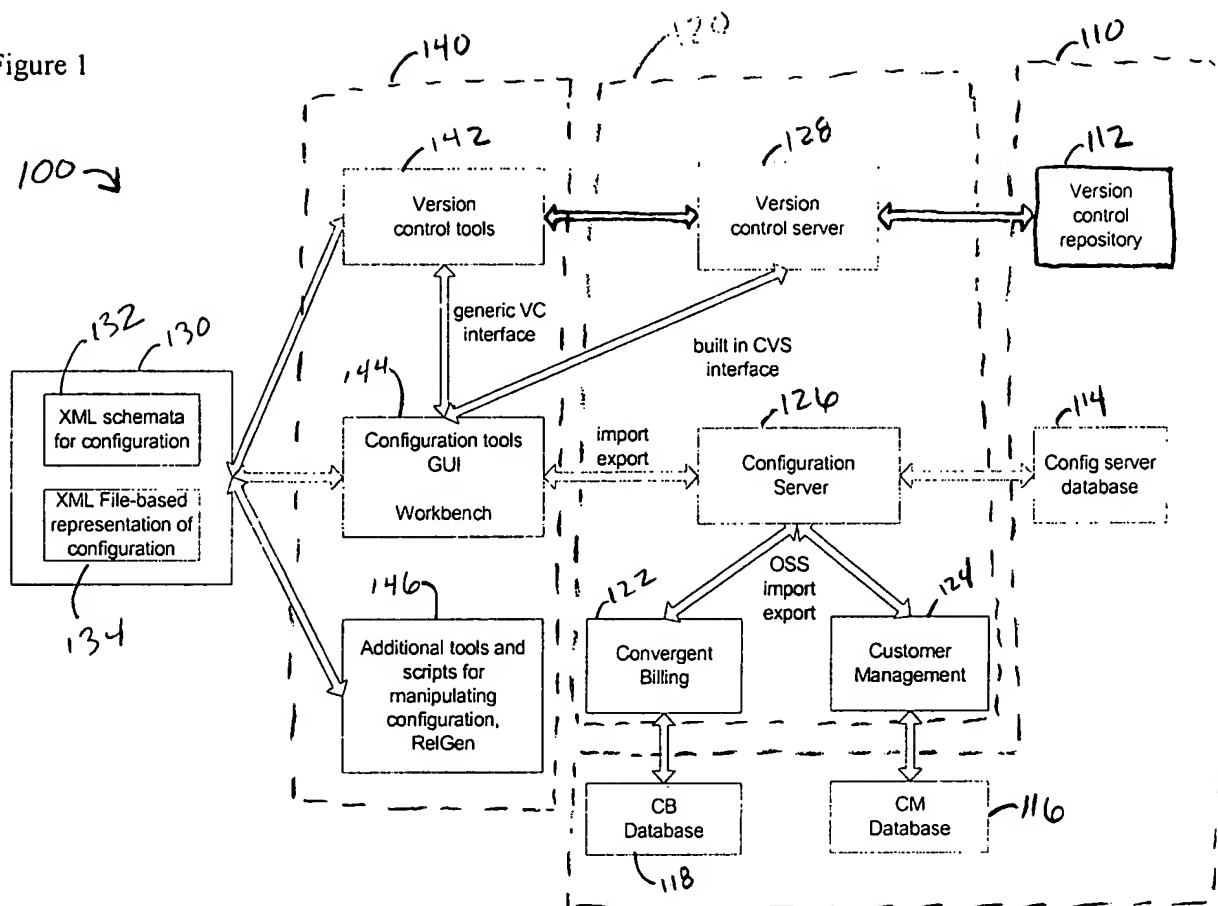 Figure 1
140
120
110
100
142
128
112
Version
control tools
Version
control server
Version
control
repository
generic VC
interface
built in CVS
interface
132
130
144
126
114
XML schemata
for configuration
XML File-based
representation of
configuration
134
Configuration tools
GUI
Workbench
import
export
Configuration
Server
Config server
database
OSS
import
export
122
124
146
Additional tools and
scripts for
manipulating
configuration,
RelGen
Convergent
Billing
Customer
Management
CB
Database
118
CM
Database
116